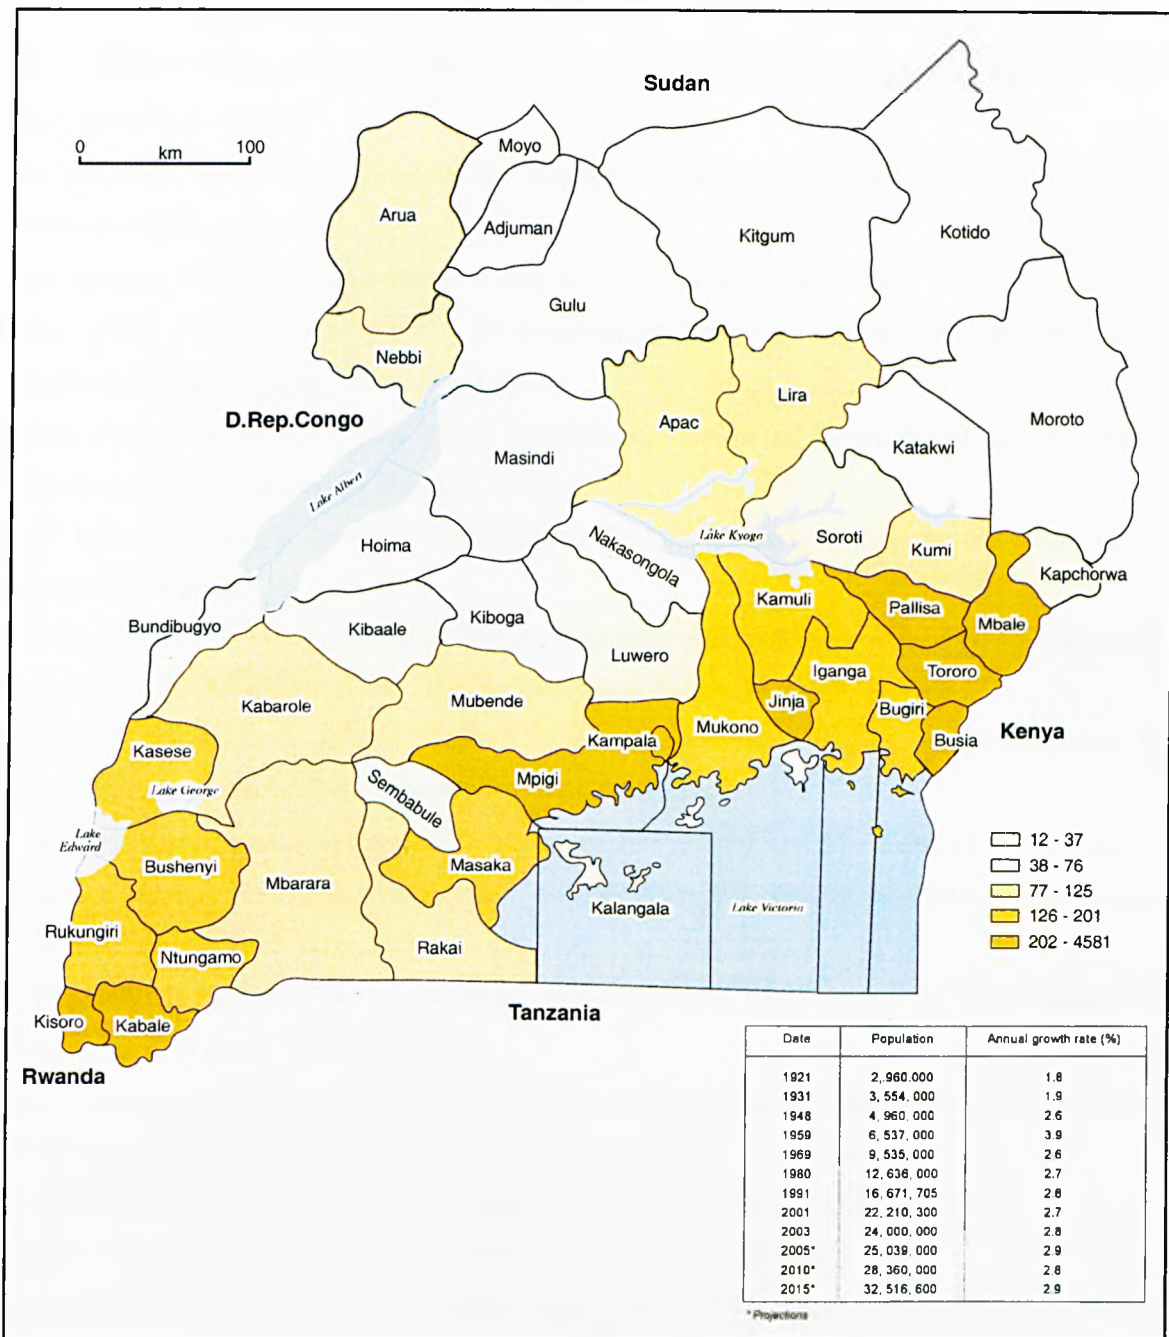 Sudan
0 100
km
Moyo
Arua
Adjuman
Kitgum
Kotido
Gulu
Nebbi
D.Rep.Congo
Lira
Apac
Moroto
Katakwi
Masindi
Lake Albert
Hoima
Nakasongola
Lake Kyoga
Soroti
Kumi
Kapchorwa
Bundibugyo
Kibaale
Kiboga
Kamuli
Pallisa
Mbale
Luwero
Iganga
Tororo
Kabarole
Mubende
Jinja
Bugiri
Kasese
Kampala
Mukono
Busia
Kenya
Lake George
Sembabule
Mpigi
Lake
Edward
Bushenyi
Mbarara
Masaka
Kalangala
Lake Victoria
Rukungiri
Ntungamo
Rakai
Kisoro
Kabale
Tanzania
Rwanda
12 - 37
38 - 76
77 - 125
126 - 201
202 - 4581
Date Population Annual growth rate (%)
1921 2,.960.000 1.8
1931 3, 554, 000 1.9
1948 4, 960, 000 2.6
1959 6, 537, 000 3.9
1969 9, 535, 000 2.6
1980 12, 636, 000 2.7
1991 16, 671, 705 2.8
2001 22, 210, 300 2.7
2003 24, 000, 000 2.8
2005* 25, 039, 000 2.9
2010* 28, 360, 000 2.8
2015* 32, 516, 600 2.9
* Projections